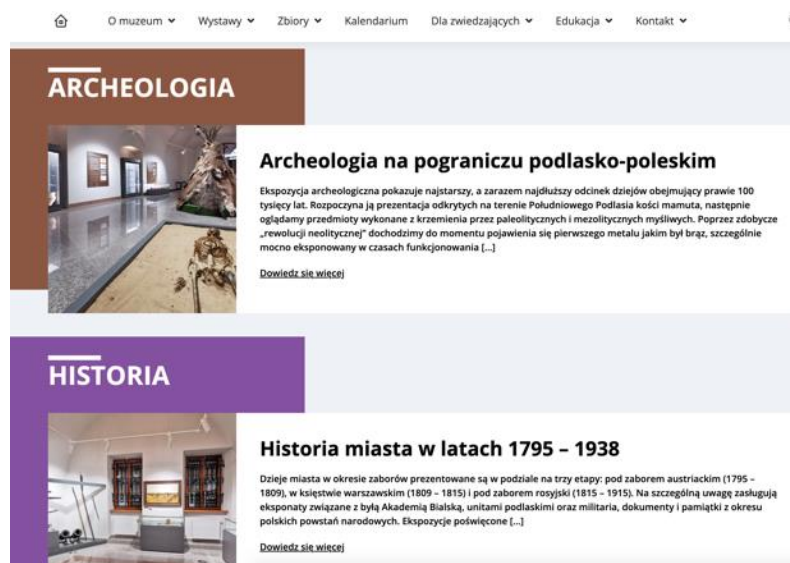 O muzeum Wystawy Zbiory Kalendarium Dla zwiedzających Edukacja Kontakt
ARCHEOLOGIA
Archeologia na pograniczu podlasko-poleskim
Ekspozycja archeologiczna pokazuje najstarszy, a zarazem najdłuższy odcinek dziejów obejmujący prawie 100
tysięcy lat. Rozpoczyna ją prezentacja odkrytych na terenie Południowego Podlasia kości mamuta, następnie
oglądamy przedmioty wykonane z krzemienia przez paleolitycznych i mezolitycznych myśliwych. Poprzez zdobycze
„rewolucji neolitycznej” dochodzimy do momentu pojawienia się pierwszego metalu jakim był brąz, szczególnie
mocno eksponowany w czasach funkcjonowania [...]
Dowiedz się więcej
HISTORIA
Historia miasta w latach 1795 – 1938
Dzieje miasta w okresie zaborów prezentowane są w podziale na trzy etapy: pod zaborem austriackim (1795 –
1809), w księstwie warszawskim (1809 – 1815) i pod zaborem rosyjski (1815 – 1915). Na szczególną uwagę zasługują
eksponaty związane z byłą Akademią Bialską, unitami podlaskimi oraz militaria, dokumenty i pamiątki z okresu
polskich powstań narodowych. Ekspozycje poświęcone [...]
Dowiedz się więcej